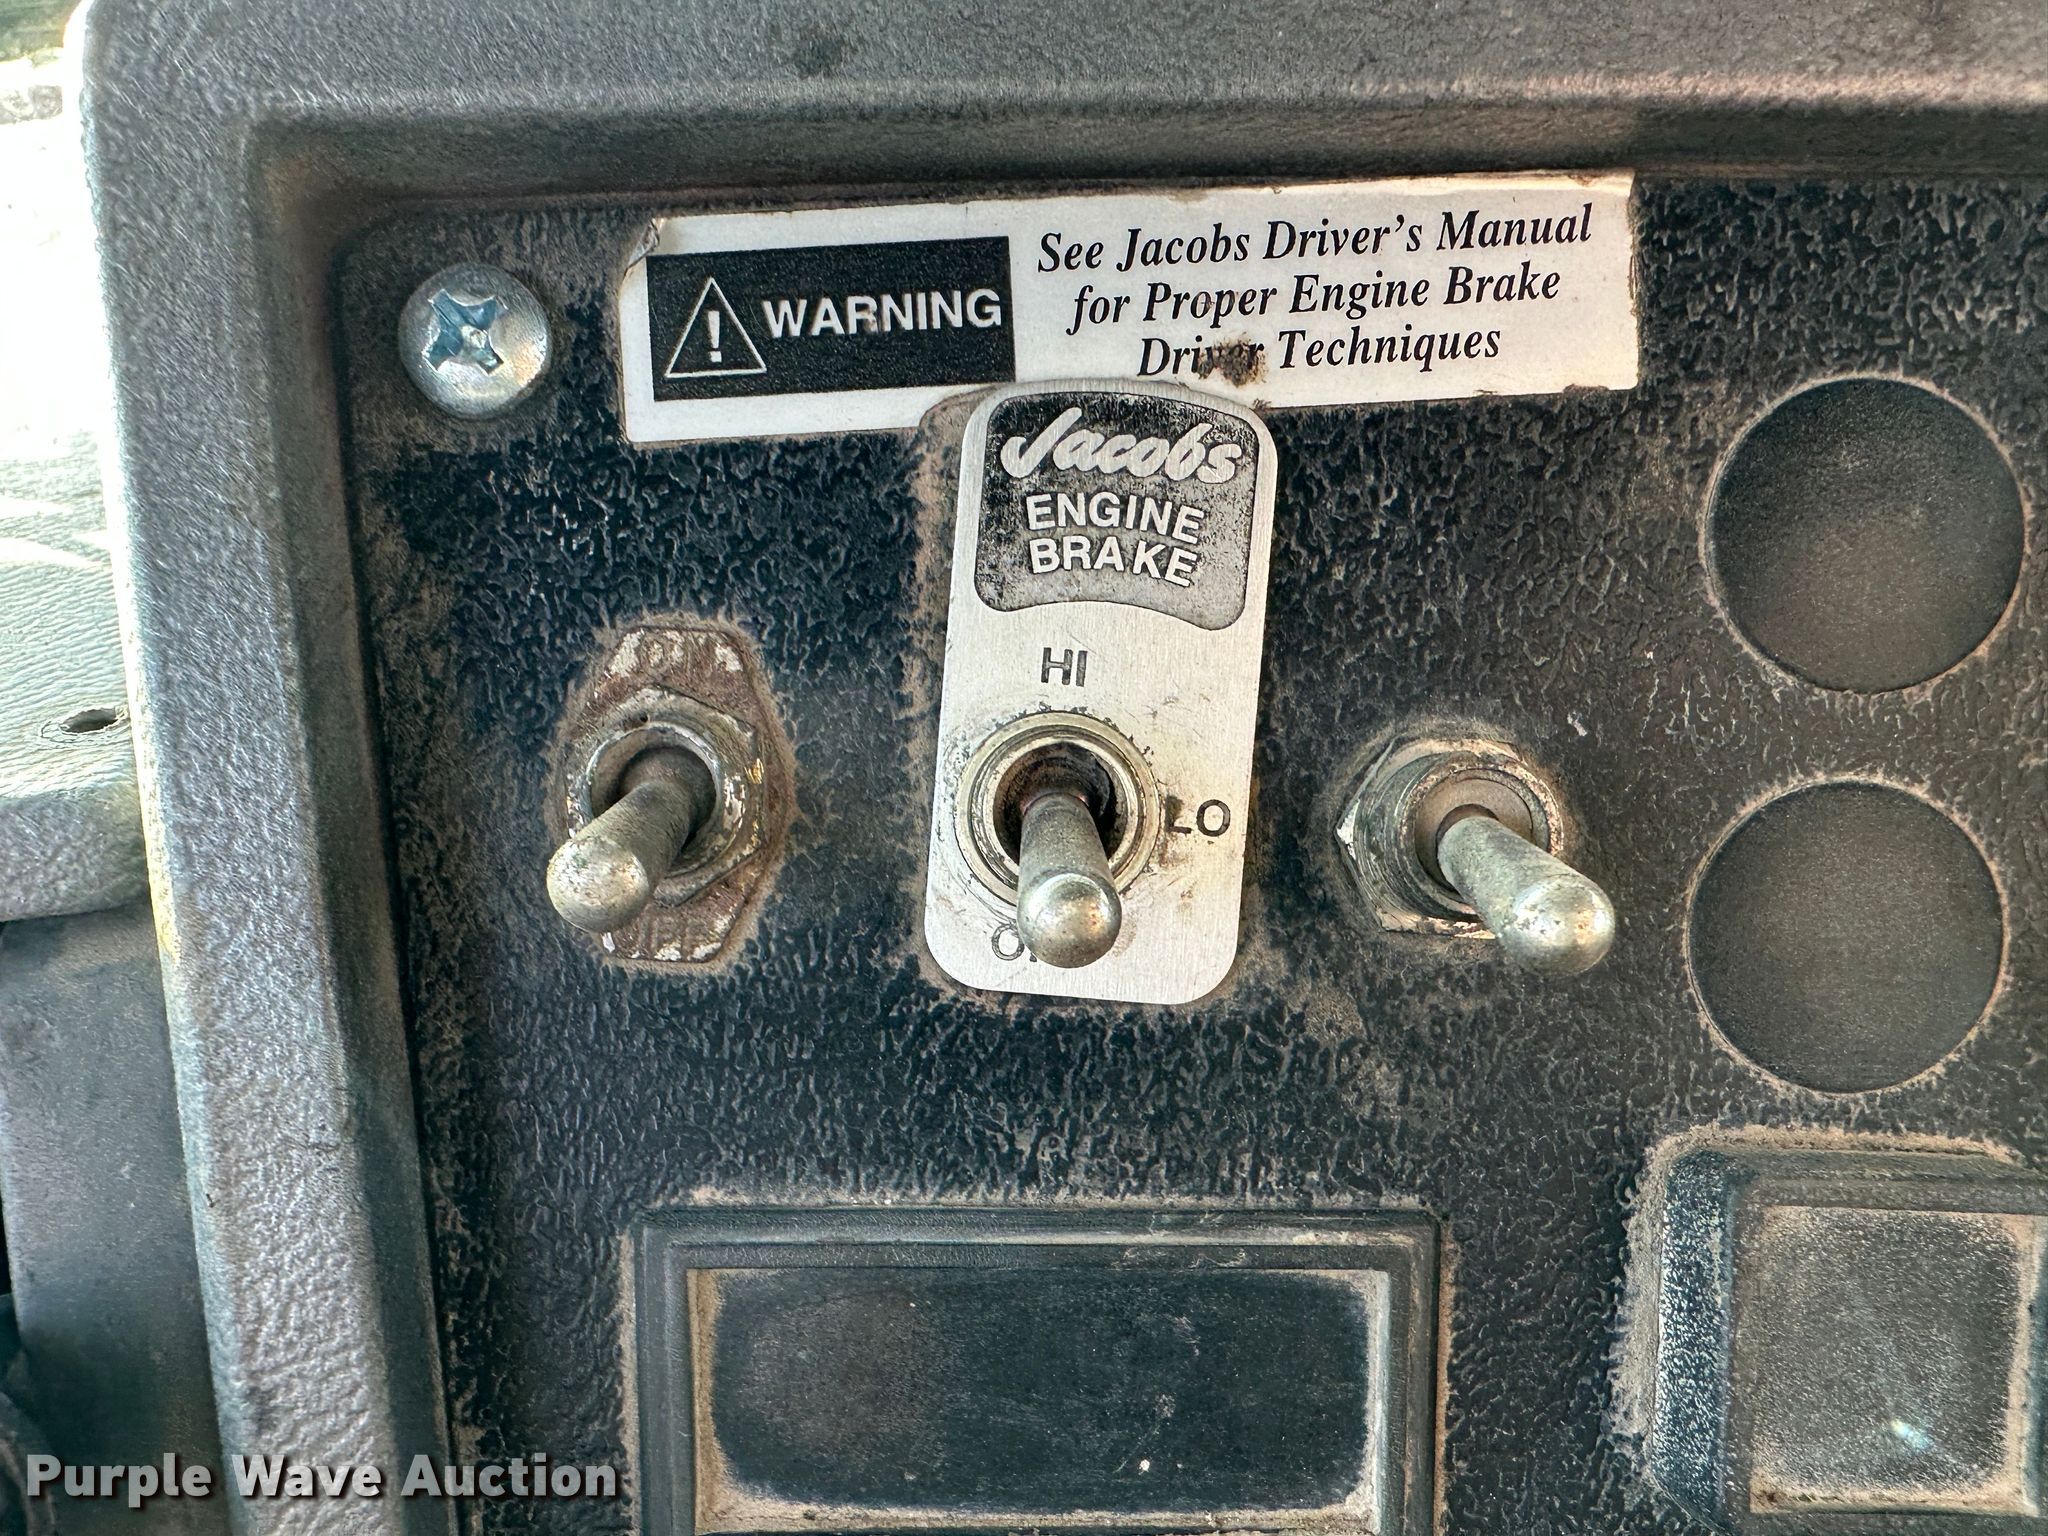 WARNING
See Jacobs Driver's Manual
for Proper Engine Brake
Driver Techniques
Jacobs
ENGINE
BRAKE
HI
LO
Purple Wave Auction